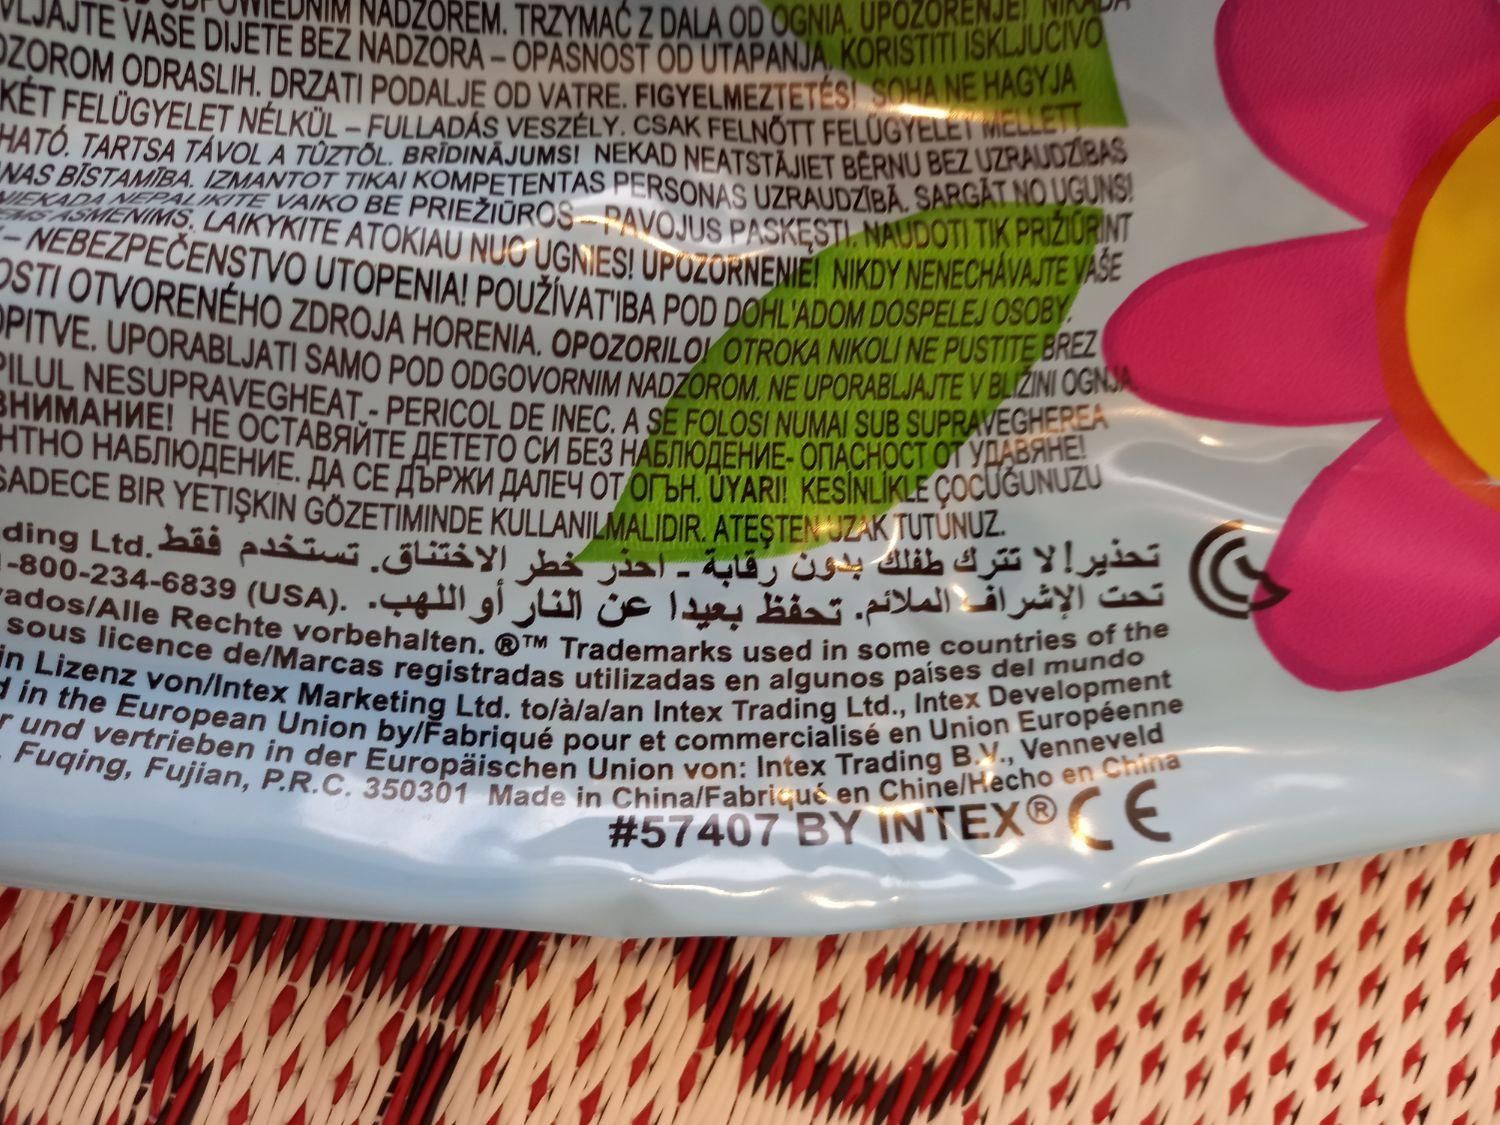 ODPOWIEDNIM NADZOREM. TRZYMAĆ Z DALA OD OGNIA. UPOZORENJE! NIKADA
VLJAJTE VAŠE DIJETE BEZ NADZORA – OPASNOST OD UTAPANJA. KORISTITI ISKLJUCIVO
DZOROM ODRASLIH. DRZATI PODALJE OD VATRE. FIGYELMEZTETÉS! SOHA NE HAGYJA
KÉT FELÜGYELET NÉLKÜL – FULLADÁS VESZÉLY. CSAK FELNŐTT FELÜGYELET MELLETT
HATÓ. TARTSA TÁVOL A TŰZTŐL. BRĪDINĀJUMS! NEKAD NEATSTĀJIET BĒRNU BEZ UZRAUDZĪBAS
NAS BĪSTAMĪBA. IZMANTOT TIKAI KOMPETENTAS PERSONAS UZRAUDZĪBĀ. SARGĀT NO UGUNS!
NIEKADA NEPALIKITE VAIKO BE PRIEŽIŪROS – PAVOJUS PASKĘSTI. NAUDOTI TIK PRIŽIŪRINT
ASMENIMS. LAIKYKITE ATOKIAU NUO UGNIES! UPOZORNENIE! NIKDY NENECHÁVAJTE VAŠE
– NEBEZPEČENSTVO UTOPENIA! POUŽÍVAT'IBA POD DOHL'ADOM DOSPELEJ OSOBY.
OSTI OTVORENÉHO ZDROJA HORENIA. OPOZORILO! OTROKA NIKOLI NE PUSTITE BREZ
OPITVE. UPORABLJATI SAMO POD ODGOVORNIM NADZOROM. NE UPORABLJAJTE V BLIŽINI OGNJA.
PILUL NESUPRAVEGHEAT - PERICOL DE INEC. A SE FOLOSI NUMAI SUB SUPRAVEGHEREA
ВНИМАНИЕ! НЕ ОСТАВЯЙТЕ ДЕТЕТО СИ БЕЗ НАБЛЮДЕНИЕ- ОПАСНОСТ ОТ УДАВЯНЕ!
НТНО НАБЛЮДЕНИЕ. ДА СЕ ДЪРЖИ ДАЛЕЧ ОТ ОГЪН. UYARI! KESİNLİKLE ÇOCUĞUNUZU
SADECE BIR YETIŞKIN GÖZETIMINDE KULLANILMALIDIR. ATEŞTEN UZAK TUTUNUZ.
ding Ltd. تحذير! لا تترك طفلك بدون رقابة - احذر خطر الاختناق. تستخدم فقط
-800-234-6839 (USA). تحت الإشراف الملائم. تحفظ بعيدا عن النار أو اللهب.
vados/Alle Rechte vorbehalten. ®™ Trademarks used in some countries of the
sous licence de/Marcas registradas utilizadas en algunos países del mundo
in Lizenz von/Intex Marketing Ltd. to/à/a/an Intex Trading Ltd., Intex Development
d in the European Union by/Fabriqué pour et commercialisé en Union Européenne
r und vertrieben in der Europäischen Union von: Intex Trading B.V., Venneveld
. Fuqing, Fujian, P.R.C. 350301 Made in China/Fabriqué en Chine/Hecho en China
#57407 BY INTEX® CE